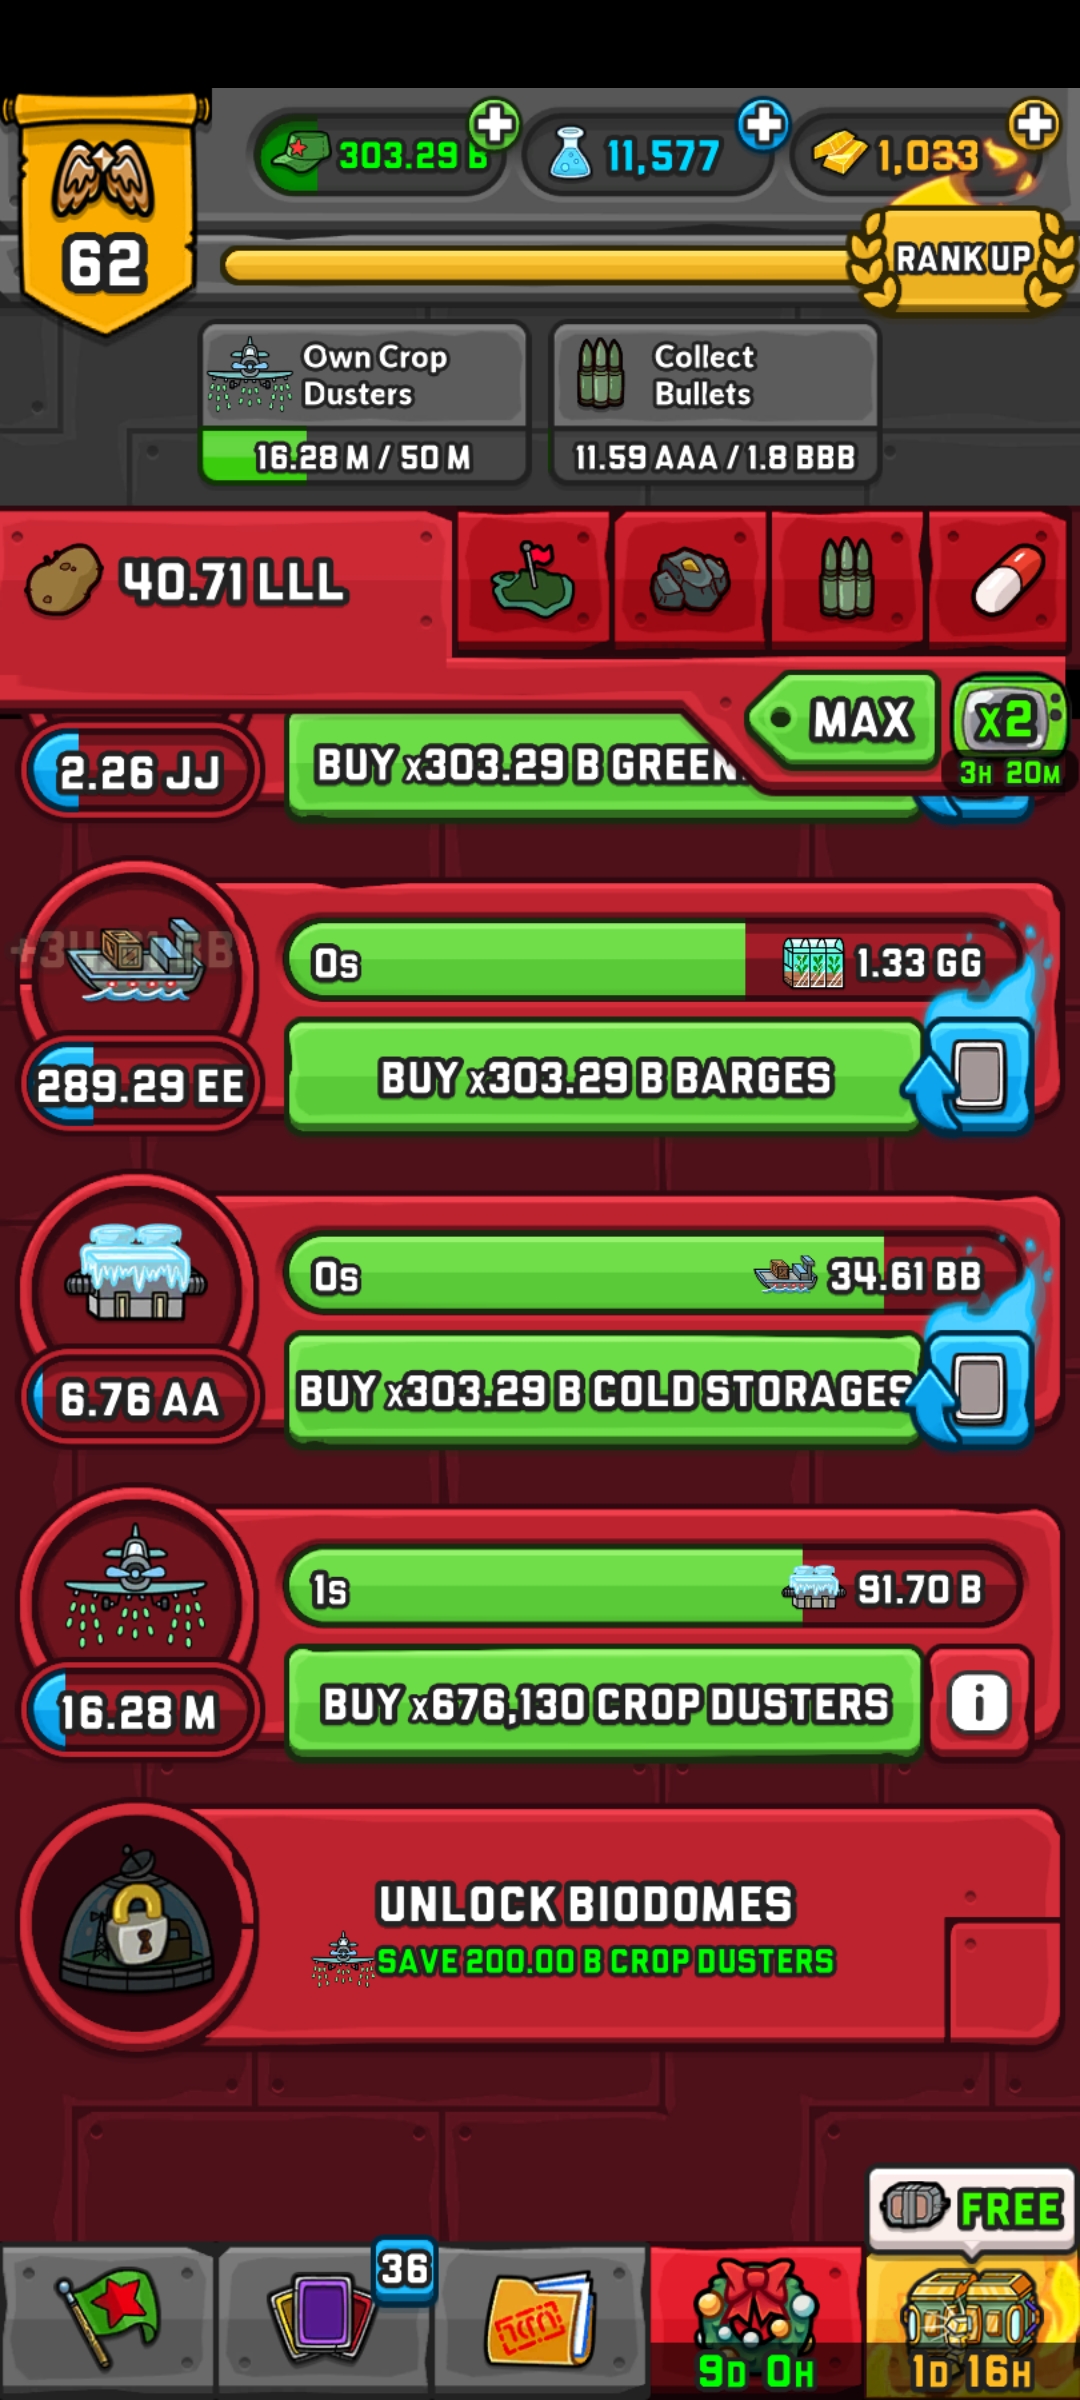 303.29 B
11,577
1,033
62
RANK UP
Own Crop
Dusters
16.28 M / 50 M
Collect
Bullets
11.59 AAA / 1.8 BBB
40.71 LLL
MAX
x2
3H 20M
2.26 JJ
BUY x303.29 B GREEN
0s
1.33 GG
289.29 EE
BUY x303.29 B BARGES
0s
34.61 BB
6.76 AA
BUY x303.29 B COLD STORAGES
1s
91.70 B
16.28 M
BUY x676,130 CROP DUSTERS
i
UNLOCK BIODOMES
SAVE 200.00 B CROP DUSTERS
FREE
36
9D 0H
1D 16H